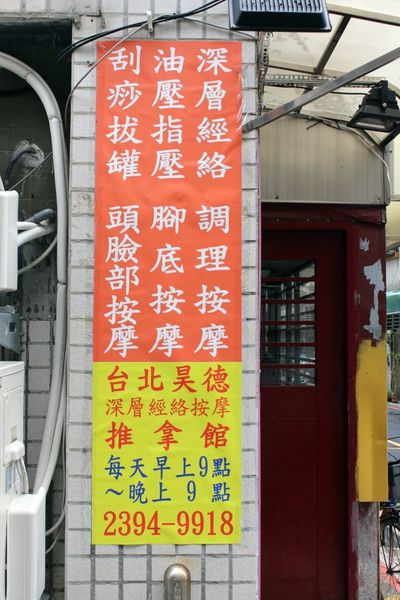 深層經絡 調理按摩
油壓指壓 腳底按摩
刮痧拔罐 頭臉部按摩
台北昊德
深層經絡按摩
推拿館
每天早上9點
～晚上9點
2394-9918